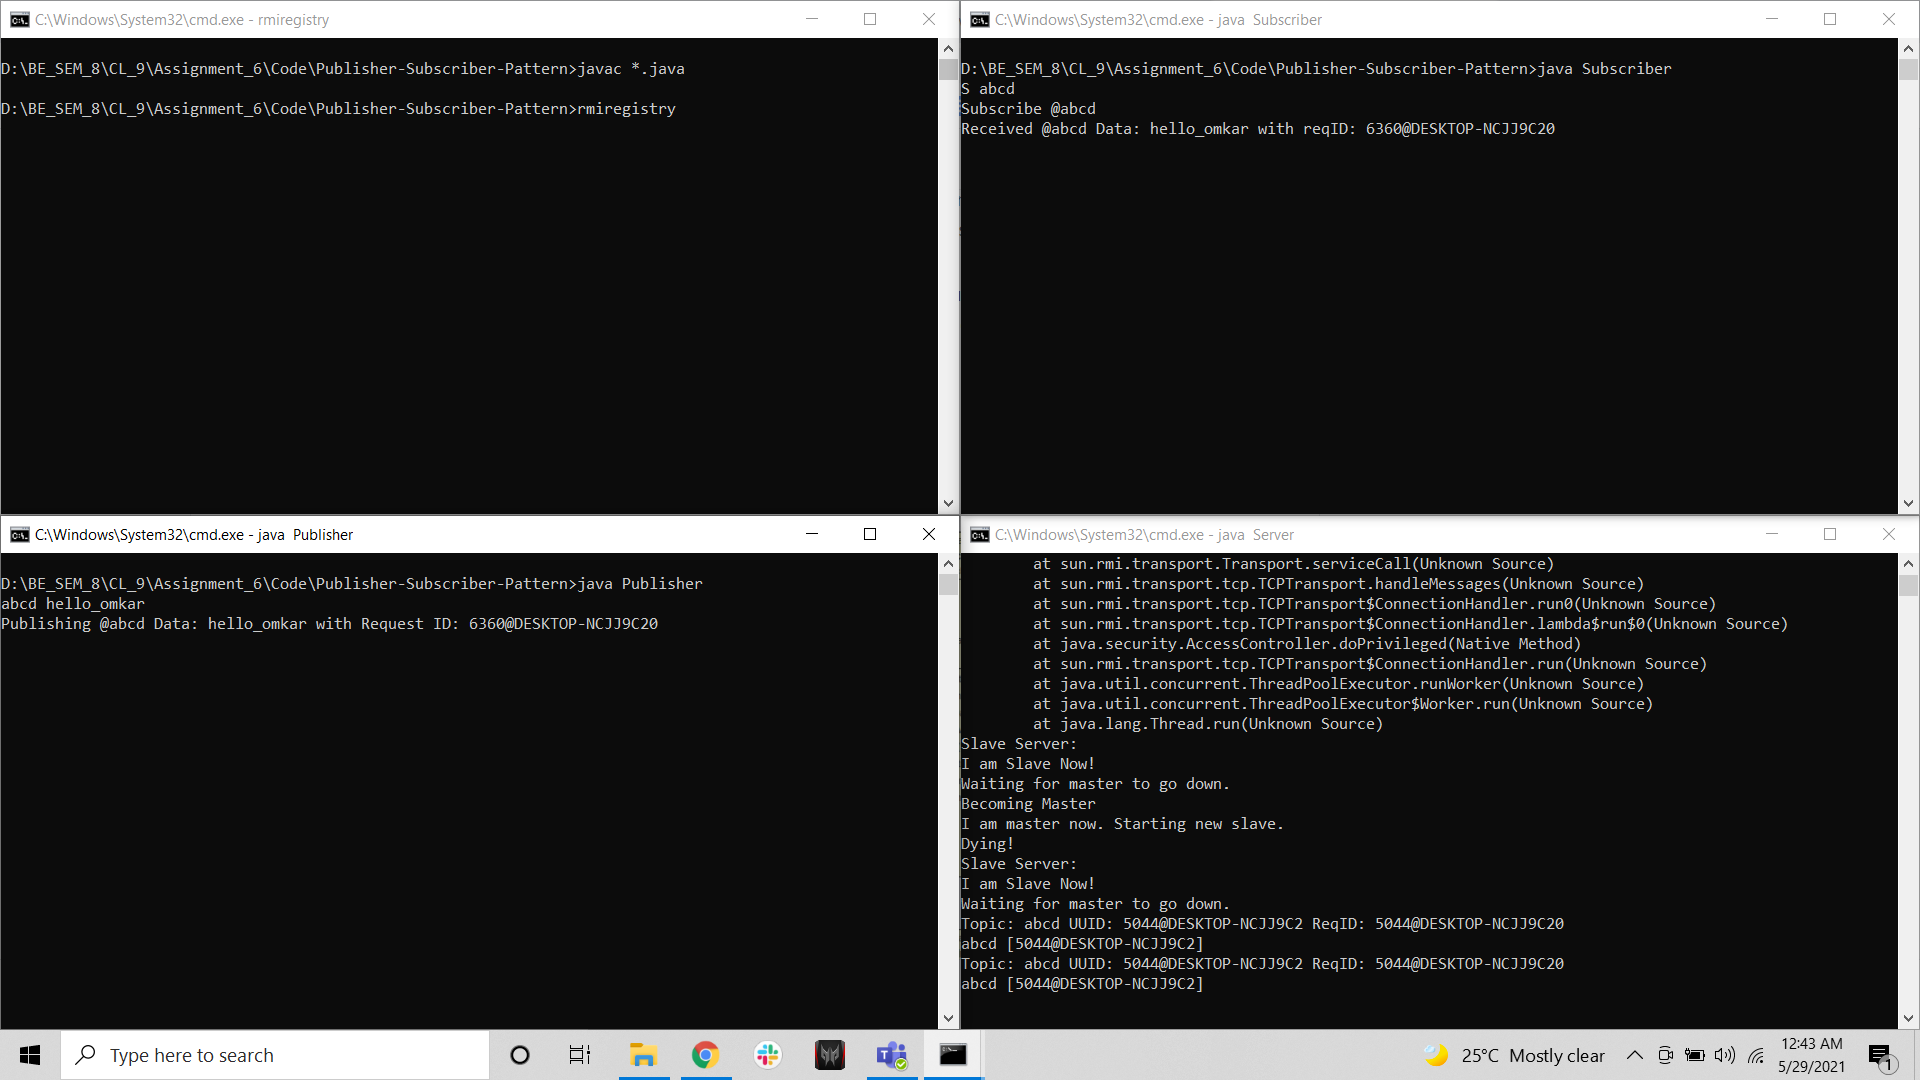 C:\Windows\System32\cmd.exe - rmiregistry
D:\BE_SEM_8\CL_9\Assignment_6\Code\Publisher-Subscriber-Pattern>javac *.java
D:\BE_SEM_8\CL_9\Assignment_6\Code\Publisher-Subscriber-Pattern>rmiregistry
C:\Windows\System32\cmd.exe - java  Subscriber
D:\BE_SEM_8\CL_9\Assignment_6\Code\Publisher-Subscriber-Pattern>java Subscriber
S abcd
Subscribe @abcd
Received @abcd Data: hello_omkar with reqID: 6360@DESKTOP-NCJJ9C20
C:\Windows\System32\cmd.exe - java  Publisher
D:\BE_SEM_8\CL_9\Assignment_6\Code\Publisher-Subscriber-Pattern>java Publisher
abcd hello_omkar
Publishing @abcd Data: hello_omkar with Request ID: 6360@DESKTOP-NCJJ9C20
C:\Windows\System32\cmd.exe - java  Server
at sun.rmi.transport.Transport.serviceCall(Unknown Source)
at sun.rmi.transport.tcp.TCPTransport.handleMessages(Unknown Source)
at sun.rmi.transport.tcp.TCPTransport$ConnectionHandler.run0(Unknown Source)
at sun.rmi.transport.tcp.TCPTransport$ConnectionHandler.lambda$run$0(Unknown Source)
at java.security.AccessController.doPrivileged(Native Method)
at sun.rmi.transport.tcp.TCPTransport$ConnectionHandler.run(Unknown Source)
at java.util.concurrent.ThreadPoolExecutor.runWorker(Unknown Source)
at java.util.concurrent.ThreadPoolExecutor$Worker.run(Unknown Source)
at java.lang.Thread.run(Unknown Source)
Slave Server:
I am Slave Now!
Waiting for master to go down.
Becoming Master
I am master now. Starting new slave.
Dying!
Slave Server:
I am Slave Now!
Waiting for master to go down.
Topic: abcd UUID: 5044@DESKTOP-NCJJ9C2 ReqID: 5044@DESKTOP-NCJJ9C20
abcd [5044@DESKTOP-NCJJ9C2]
Topic: abcd UUID: 5044@DESKTOP-NCJJ9C2 ReqID: 5044@DESKTOP-NCJJ9C20
abcd [5044@DESKTOP-NCJJ9C2]
Type here to search
25°C  Mostly clear
12:43 AM
5/29/2021
1